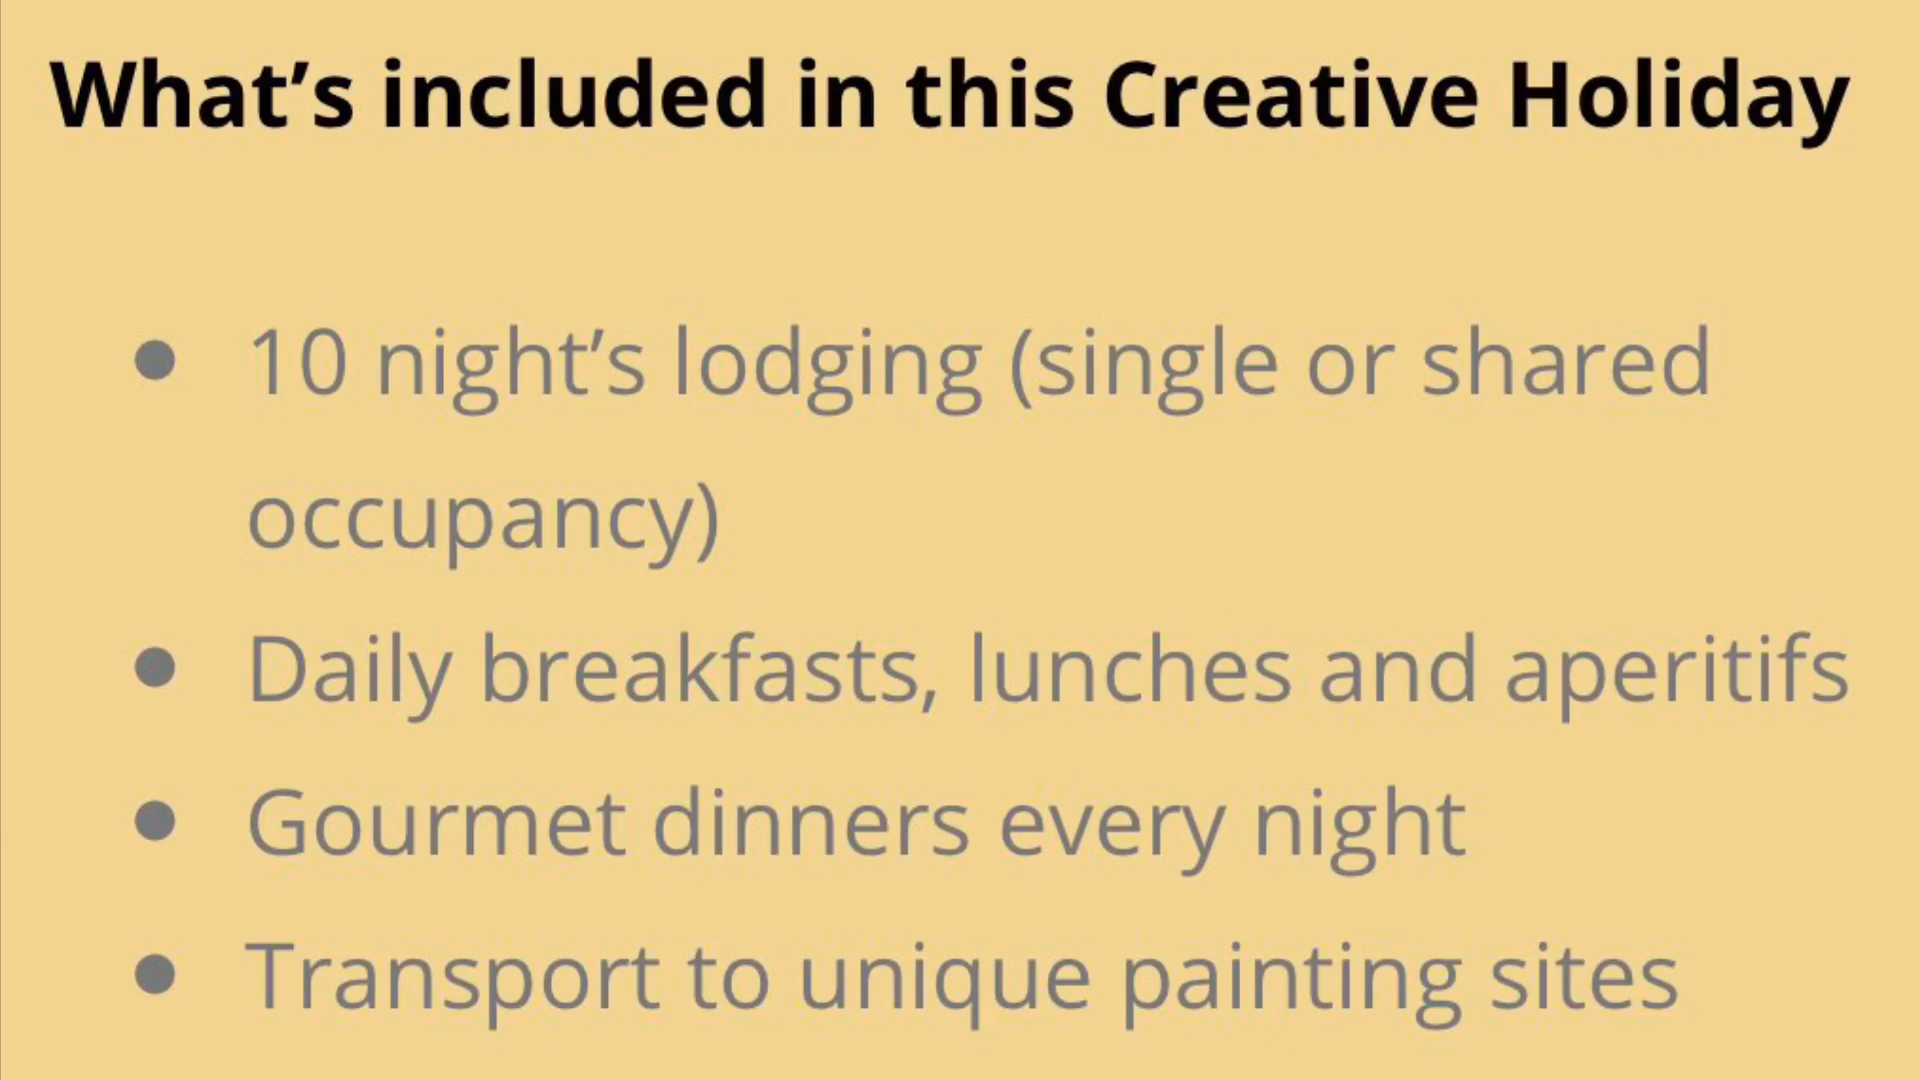 What’s included in this Creative Holiday
● 10 night’s lodging (single or shared
occupancy)
● Daily breakfasts, lunches and aperitifs
● Gourmet dinners every night
● Transport to unique painting sites